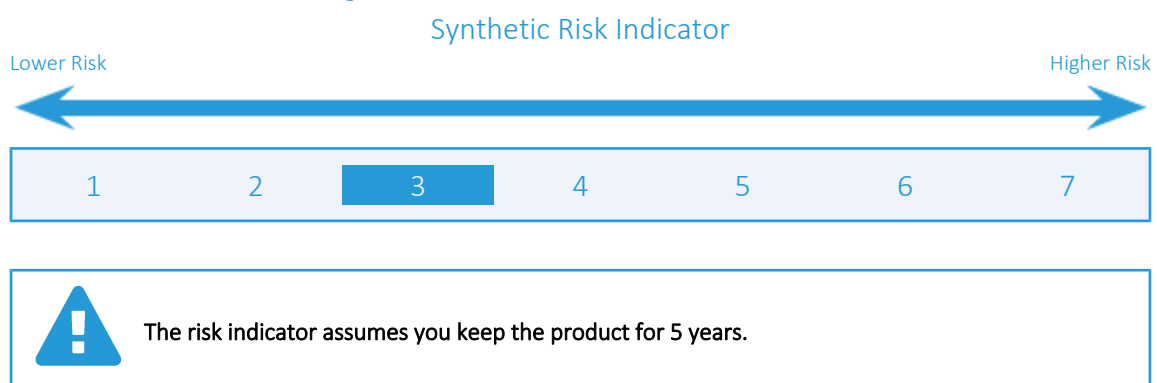 Synthetic Risk Indicator
Lower Risk Higher Risk
1 2 3 4 5 6 7
The risk indicator assumes you keep the product for 5 years.